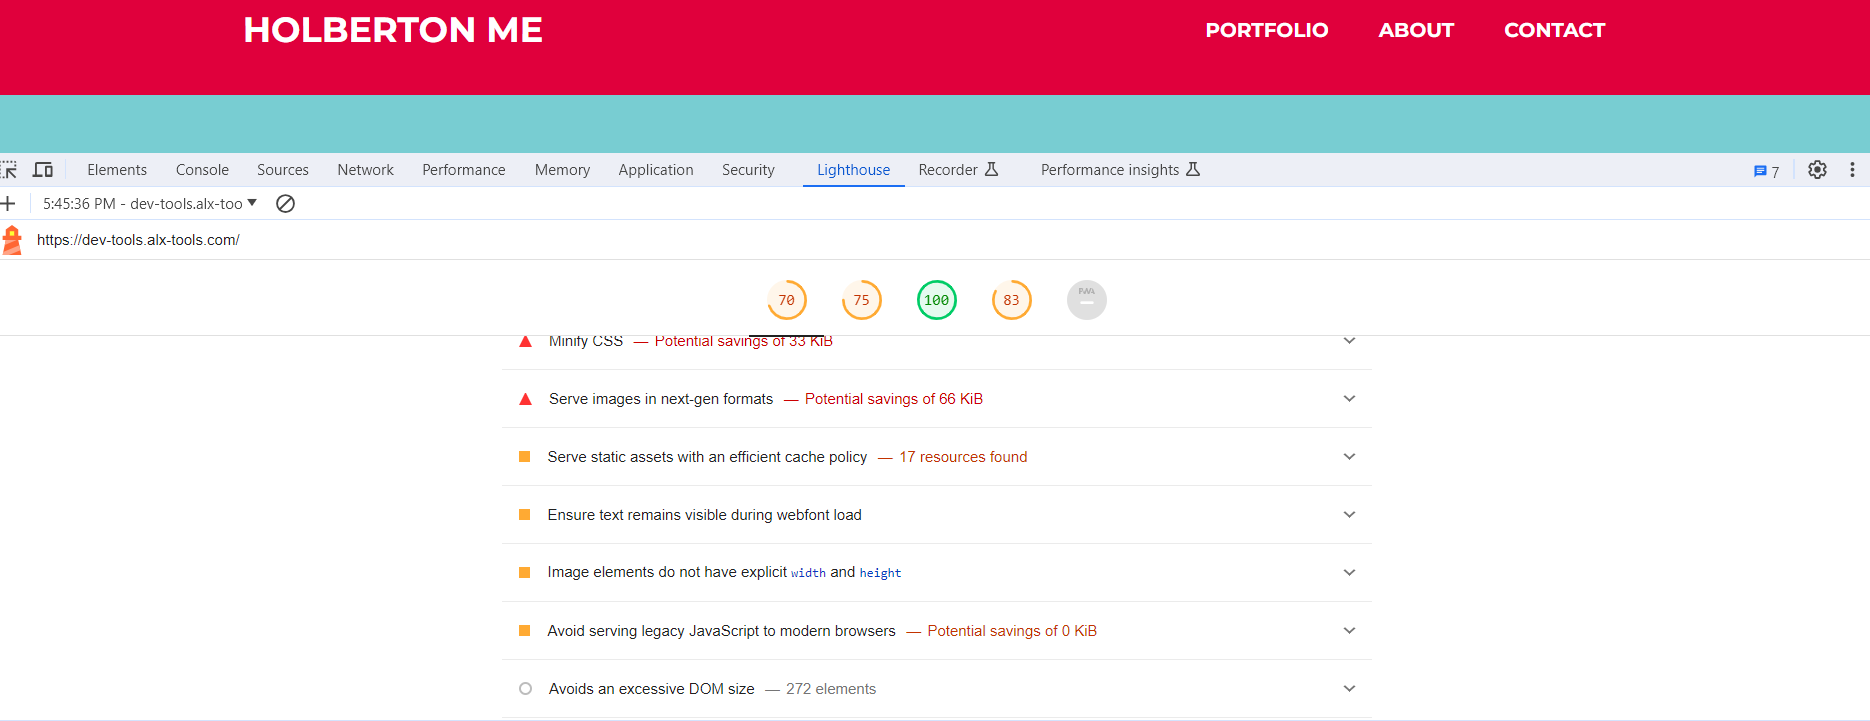 HOLBERTON ME PORTFOLIO ABOUT CONTACT
Elements Console Sources Network Performance Memory Application Security Lighthouse Recorder Performance insights 7
5:45:36 PM - dev-tools.alx-too
https://dev-tools.alx-tools.com/
70 75 100 83 PWA
Minify CSS — Potential savings of 33 KiB
Serve images in next-gen formats — Potential savings of 66 KiB
Serve static assets with an efficient cache policy — 17 resources found
Ensure text remains visible during webfont load
Image elements do not have explicit width and height
Avoid serving legacy JavaScript to modern browsers — Potential savings of 0 KiB
Avoids an excessive DOM size — 272 elements